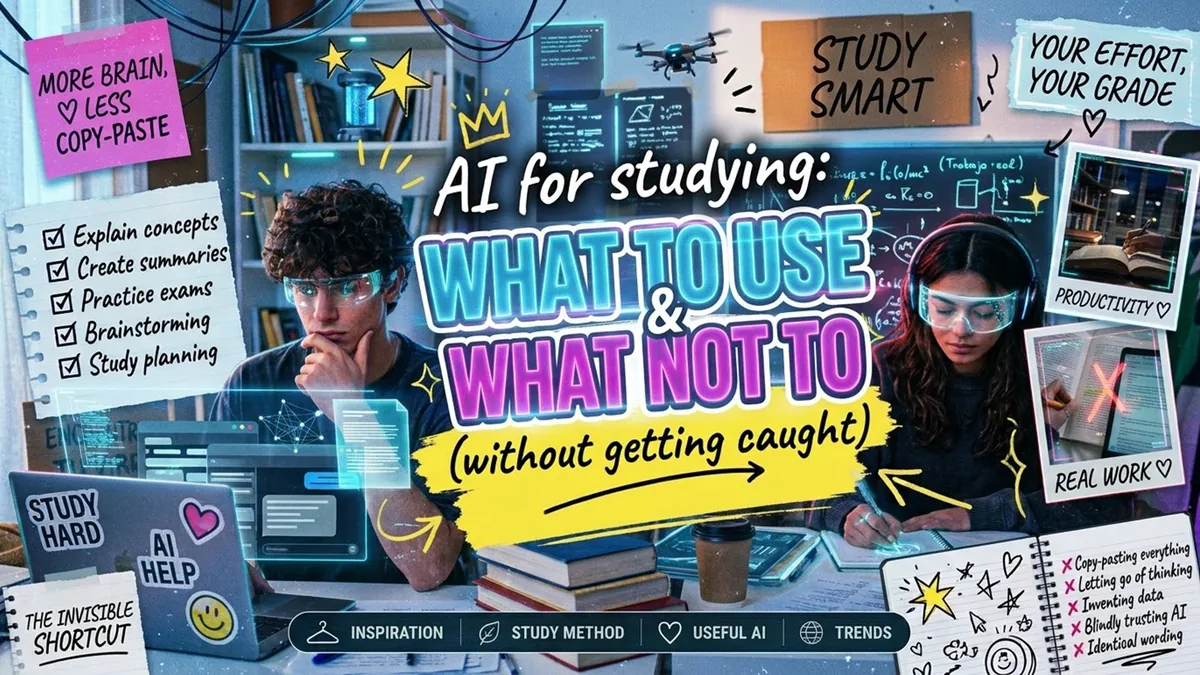 MORE BRAIN,
♡ LESS
COPY-PASTE
STUDY
SMART
YOUR EFFORT,
YOUR GRADE
AI for studying:
WHAT TO USE
&
WHAT NOT TO
(without getting caught)
Explain concepts
Create summaries
Practice exams
Brainstorming
Study planning
(Trabajo-eol)
PRODUCTIVITY ♡
REAL WORK ♡
STUDY
HARD
AI
HELP
THE INVISIBLE
SHORTCUT
X Copy-pasting everything
X Letting go of thinking
X Inventing data
X Blindly trusting AI
X Identical wording
INSPIRATION
STUDY METHOD
USEFUL AI
TRENDS